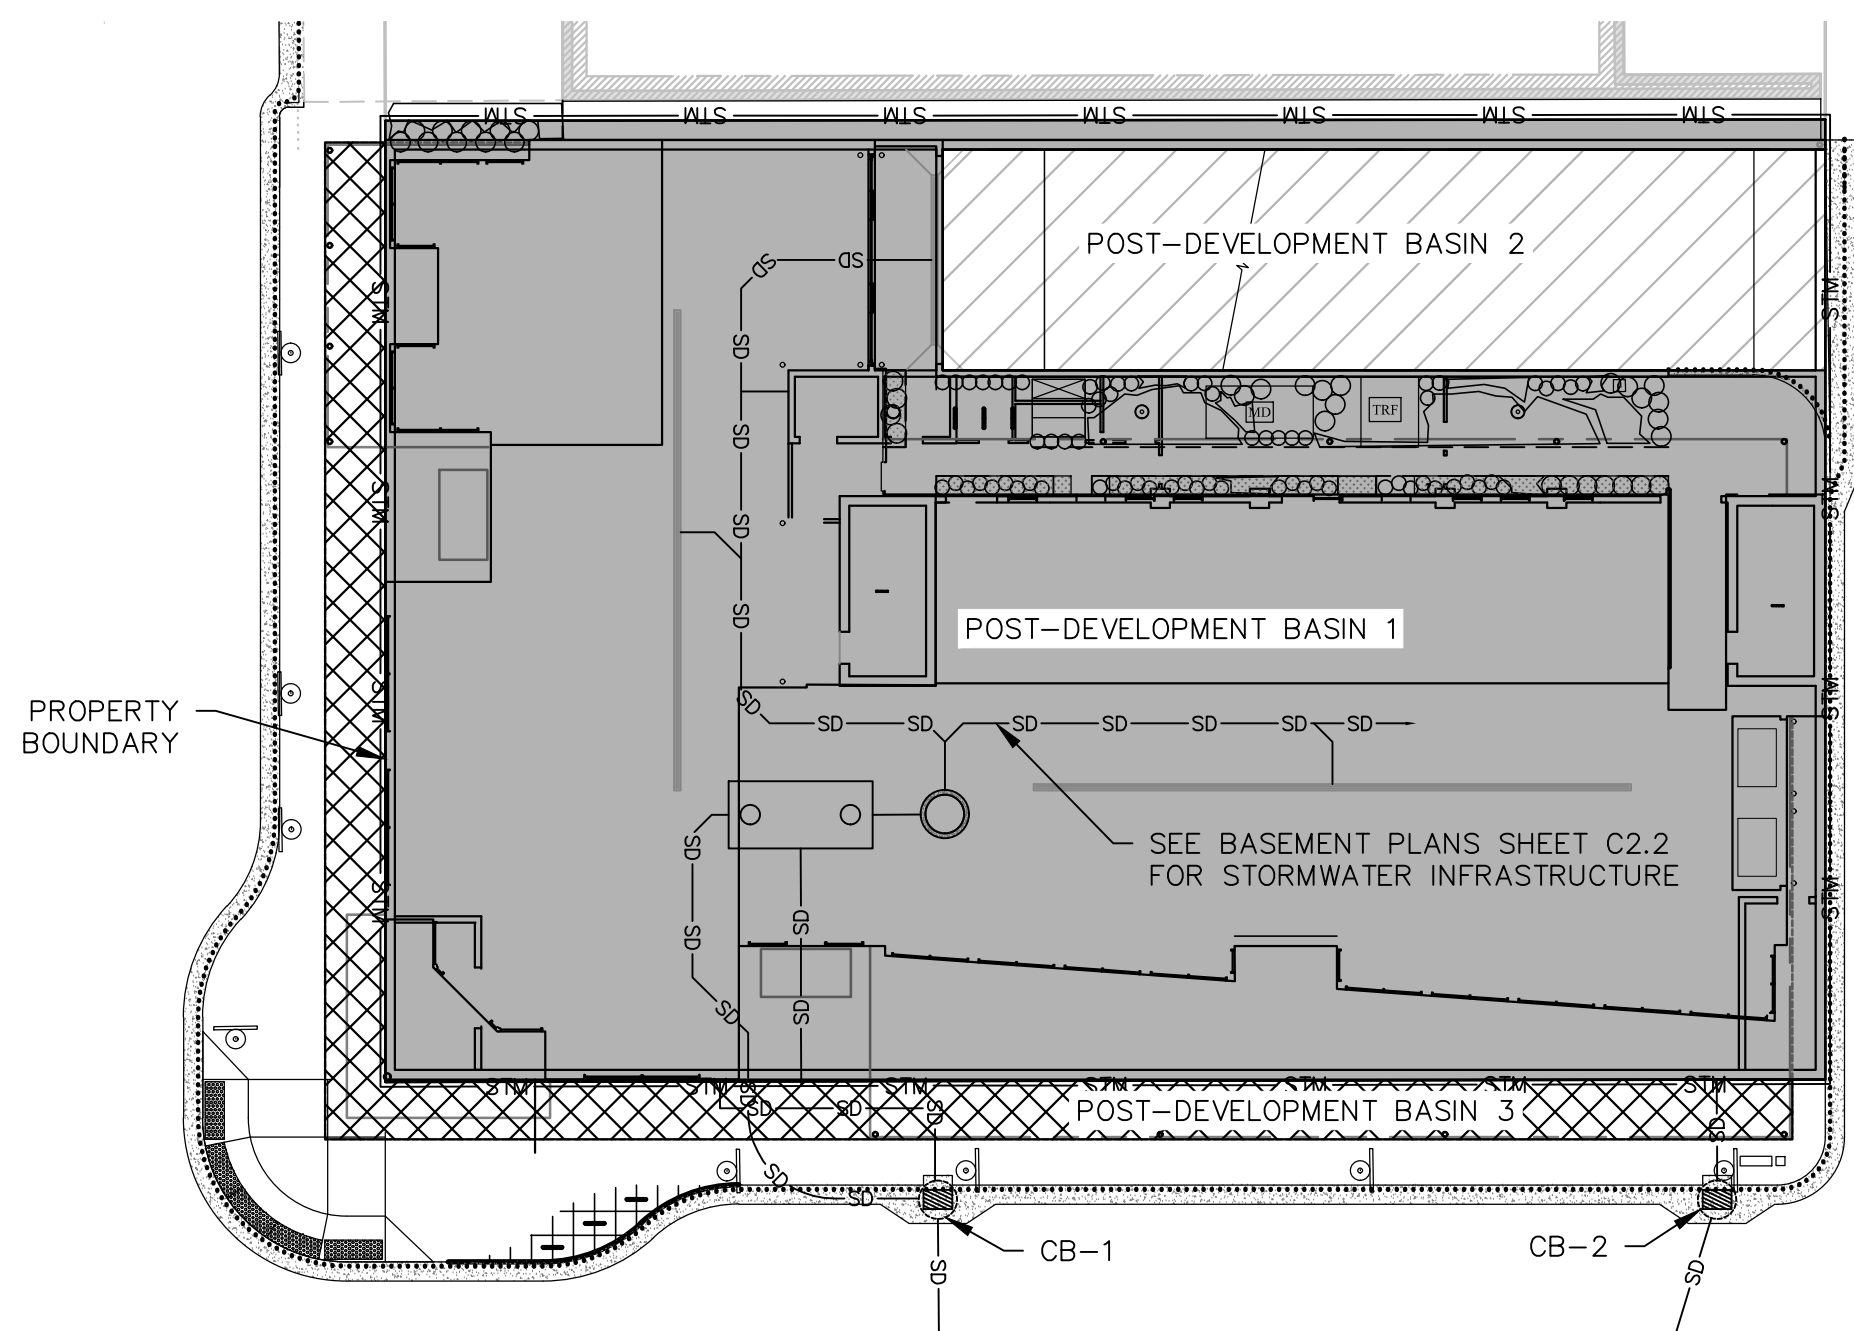 STM STM STM STM STM STM STM
POST-DEVELOPMENT BASIN 2
SD SD
STM
STM
SD
MD
TRF
SD
STM
STM
SD
SD
POST-DEVELOPMENT BASIN 1
PROPERTY
BOUNDARY
STM
STM
SD
SD SD SD SD SD SD SD
SEE BASEMENT PLANS SHEET C2.2
FOR STORMWATER INFRASTRUCTURE
SD
STM
STM
SD
SD
SD
SD
STM STM STM STM STM STM STM
SD
SD SD SD
POST-DEVELOPMENT BASIN 3
SD
SD
SD
CB-1
CB-2
SD
SD